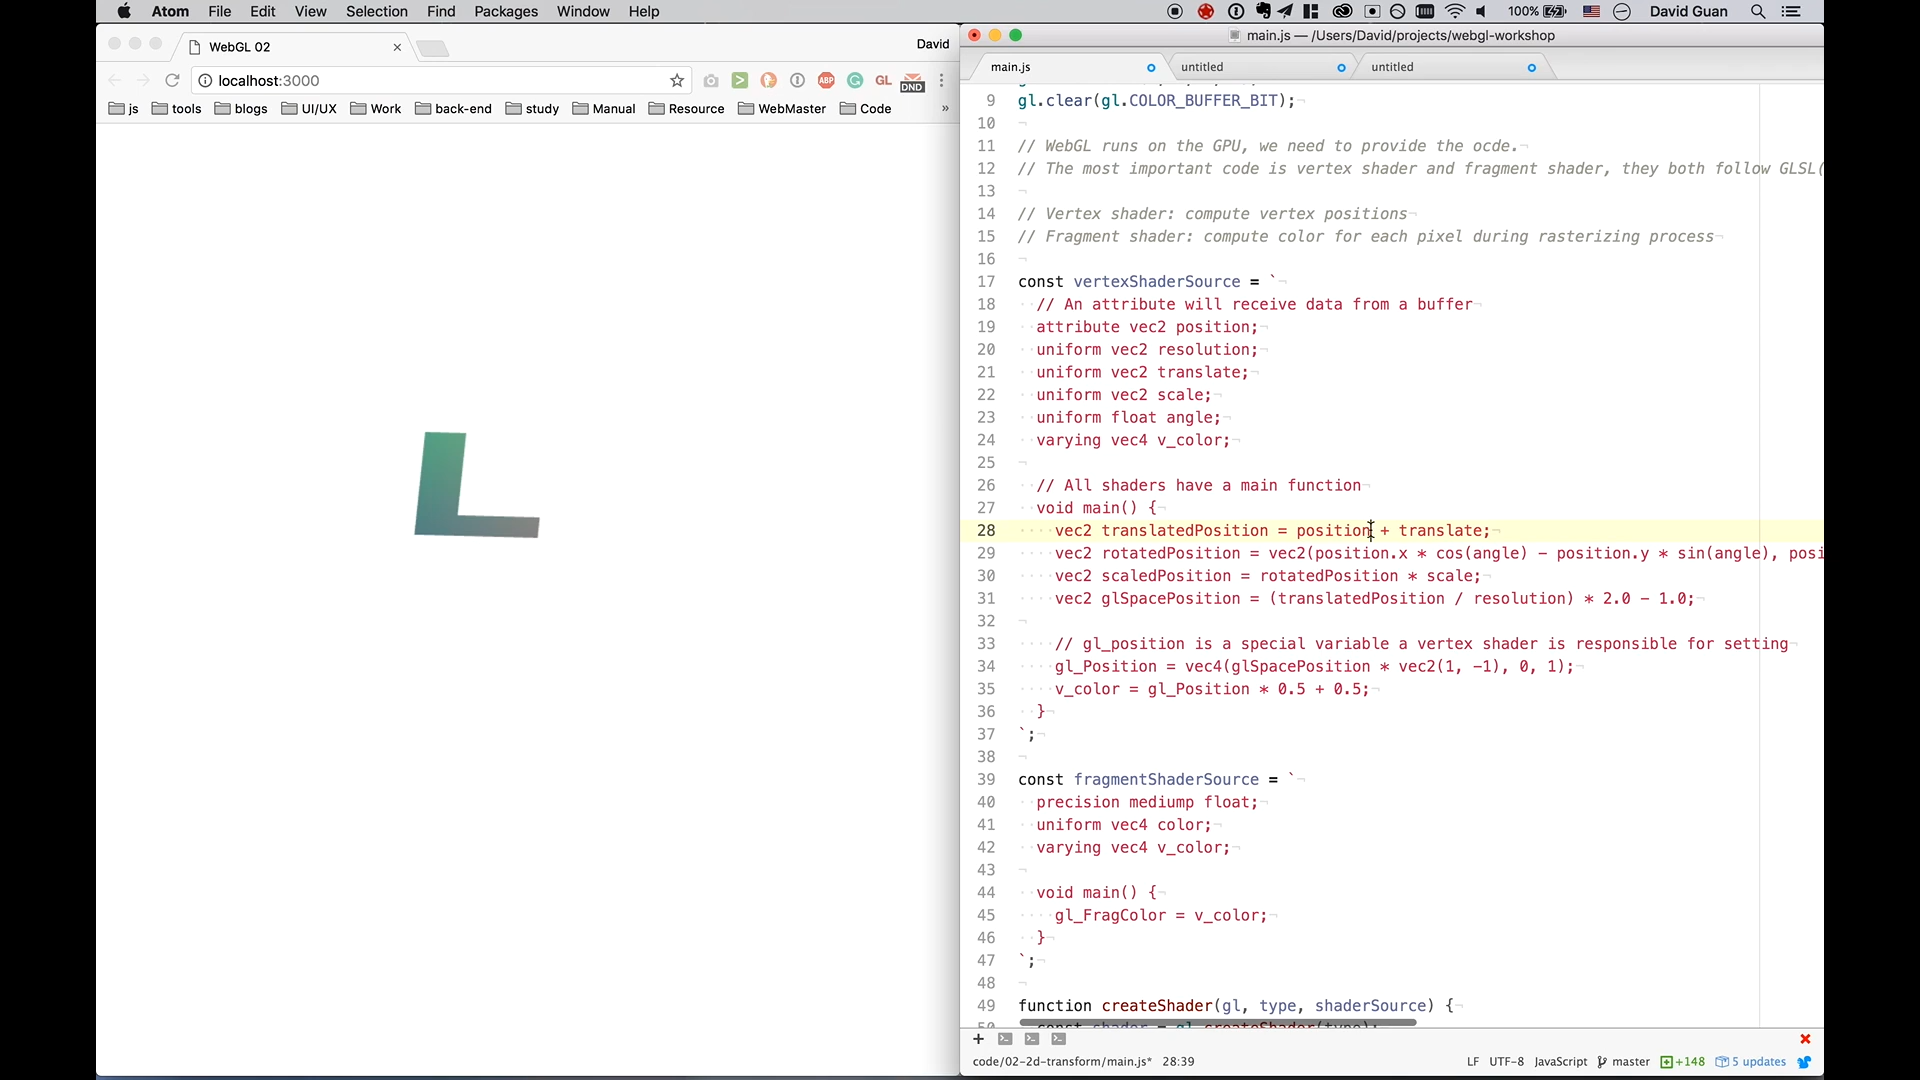 Atom File Edit View Selection Find Packages Window Help 100% David Guan
WebGL 02
David
localhost:3000
ABP GL DND
js tools blogs UI/UX Work back-end study Manual Resource WebMaster Code »
main.js — /Users/David/projects/webgl-workshop
main.js untitled untitled
9 gl.clear(gl.COLOR_BUFFER_BIT);
10
11 // WebGL runs on the GPU, we need to provide the ocde.
12 // The most important code is vertex shader and fragment shader, they both follow GLSL(
13
14 // Vertex shader: compute vertex positions
15 // Fragment shader: compute color for each pixel during rasterizing process
16
17 const vertexShaderSource = `
18 // An attribute will receive data from a buffer
19 attribute vec2 position;
20 uniform vec2 resolution;
21 uniform vec2 translate;
22 uniform vec2 scale;
23 uniform float angle;
24 varying vec4 v_color;
25
26 // All shaders have a main function
27 void main() {
28 vec2 translatedPosition = position + translate;
29 vec2 rotatedPosition = vec2(position.x * cos(angle) - position.y * sin(angle), posi
30 vec2 scaledPosition = rotatedPosition * scale;
31 vec2 glSpacePosition = (translatedPosition / resolution) * 2.0 - 1.0;
32
33 // gl_position is a special variable a vertex shader is responsible for setting
34 gl_Position = vec4(glSpacePosition * vec2(1, -1), 0, 1);
35 v_color = gl_Position * 0.5 + 0.5;
36 }
37 `;
38
39 const fragmentShaderSource = `
40 precision mediump float;
41 uniform vec4 color;
42 varying vec4 v_color;
43
44 void main() {
45 gl_FragColor = v_color;
46 }
47 `;
48
49 function createShader(gl, type, shaderSource) {
50 const shader = gl.createShader(type);
code/02-2d-transform/main.js* 28:39 LF UTF-8 JavaScript master +148 5 updates